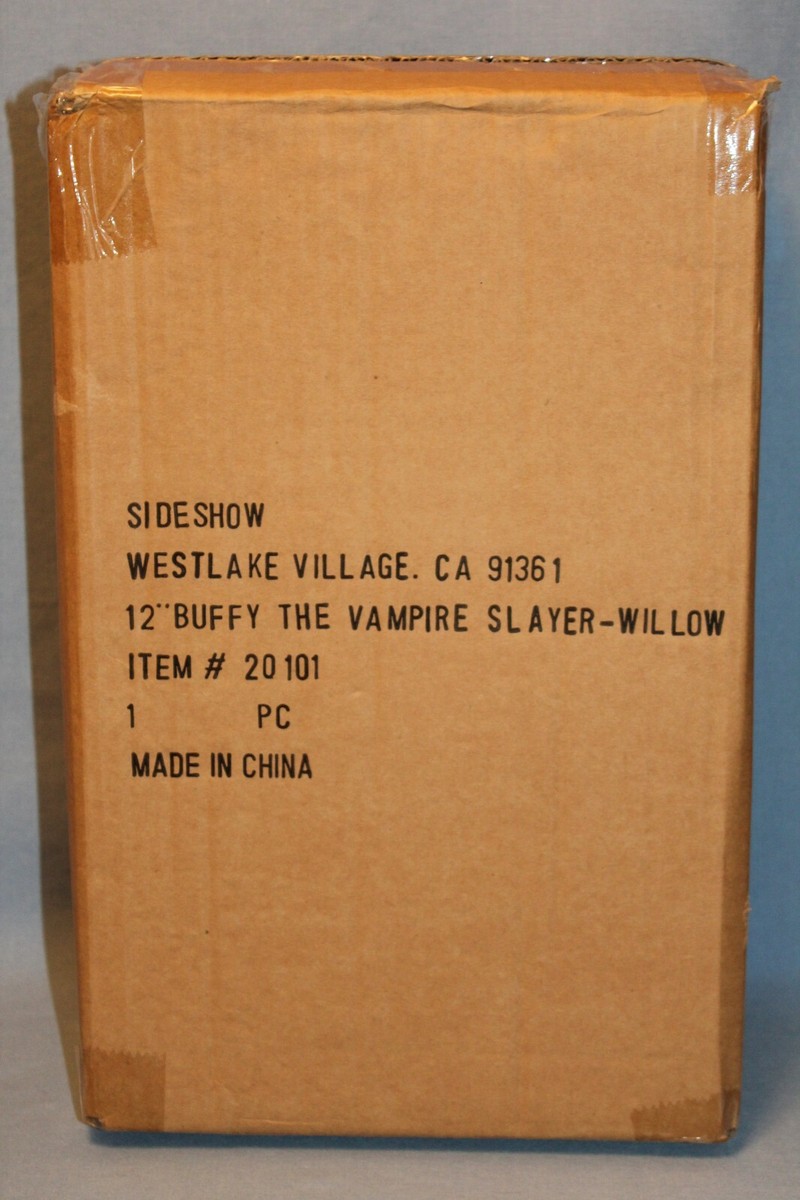 SIDESHOW
WESTLAKE VILLAGE. CA 91361
12"BUFFY THE VAMPIRE SLAYER-WILLOW
ITEM # 20101
1 PC
MADE IN CHINA